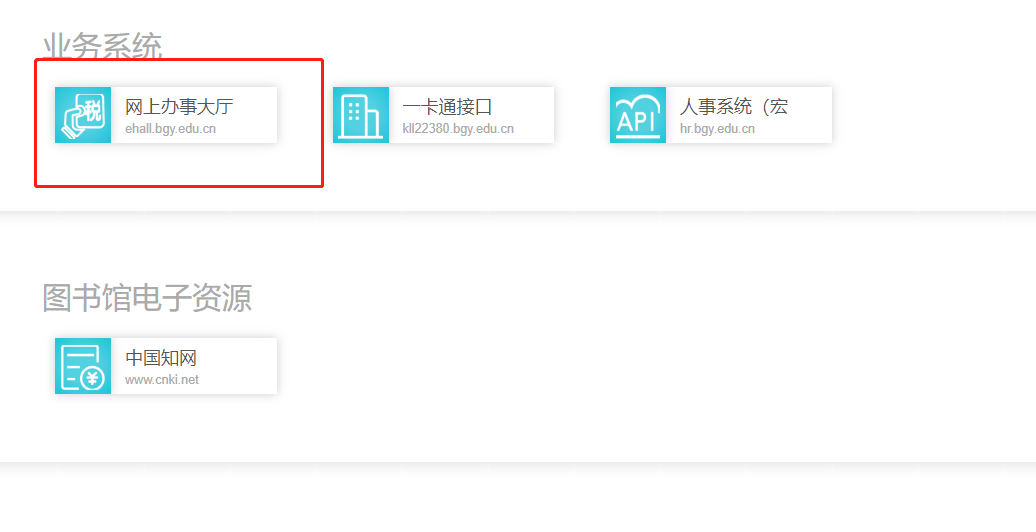 业务系统
税
网上办事大厅
ehall.bgy.edu.cn
一卡通接口
kll22380.bgy.edu.cn
API
人事系统（宏
hr.bgy.edu.cn
图书馆电子资源
¥
中国知网
www.cnki.net